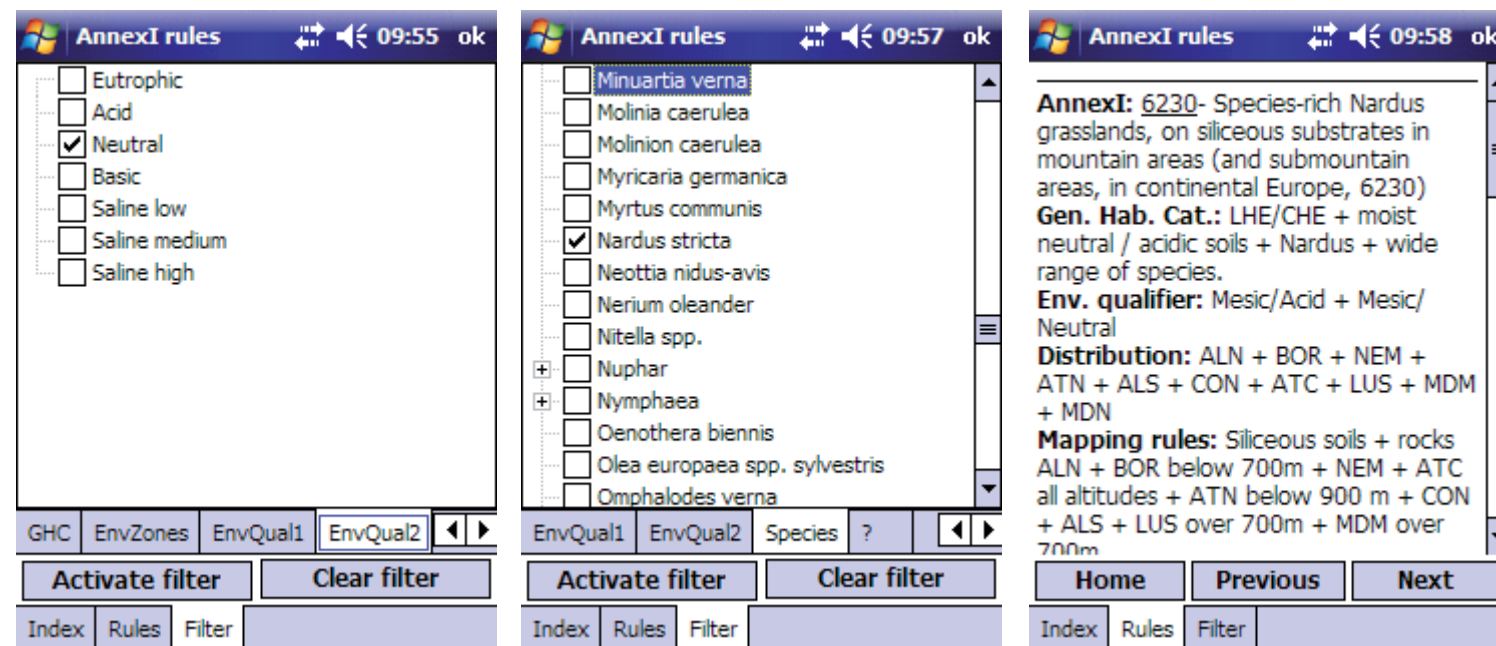 AnnexI rules 09:55 ok
Eutrophic
Acid
Neutral
Basic
Saline low
Saline medium
Saline high
GHC EnvZones EnvQual1 EnvQual2
Activate filter Clear filter
Index Rules Filter
AnnexI rules 09:57 ok
Minuartia verna
Molinia caerulea
Molinion caerulea
Myricaria germanica
Myrtus communis
Nardus stricta
Neottia nidus-avis
Nerium oleander
Nitella spp.
Nuphar
Nymphaea
Oenothera biennis
Olea europaea spp. sylvestris
Omphalodes verna
EnvQual1 EnvQual2 Species ?
Activate filter Clear filter
Index Rules Filter
AnnexI rules 09:58 ok
AnnexI: 6230- Species-rich Nardus
grasslands, on siliceous substrates in
mountain areas (and submountain
areas, in continental Europe, 6230)
Gen. Hab. Cat.: LHE/CHE + moist
neutral / acidic soils + Nardus + wide
range of species.
Env. qualifier: Mesic/Acid + Mesic/
Neutral
Distribution: ALN + BOR + NEM +
ATN + ALS + CON + ATC + LUS + MDM
+ MDN
Mapping rules: Siliceous soils + rocks
ALN + BOR below 700m + NEM + ATC
all altitudes + ATN below 900 m + CON
+ ALS + LUS over 700m + MDM over
700m
Home Previous Next
Index Rules Filter